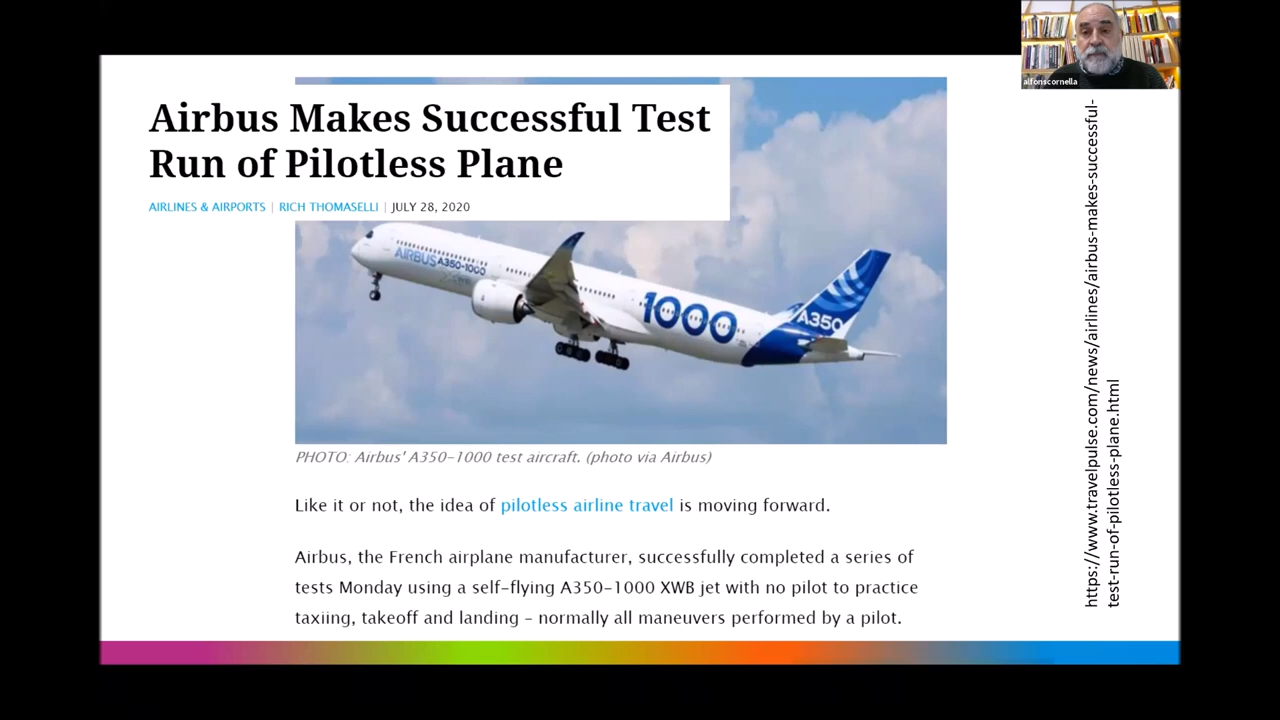 alfonscornella
Airbus Makes Successful Test
Run of Pilotless Plane
AIRLINES & AIRPORTS | RICH THOMASELLI | JULY 28, 2020
AIRBUS A350-1000
1000
A350
PHOTO: Airbus' A350-1000 test aircraft. (photo via Airbus)
Like it or not, the idea of pilotless airline travel is moving forward.
Airbus, the French airplane manufacturer, successfully completed a series of
tests Monday using a self-flying A350-1000 XWB jet with no pilot to practice
taxiing, takeoff and landing – normally all maneuvers performed by a pilot.
https://www.travelpulse.com/news/airlines/airbus-makes-successful-
test-run-of-pilotless-plane.html